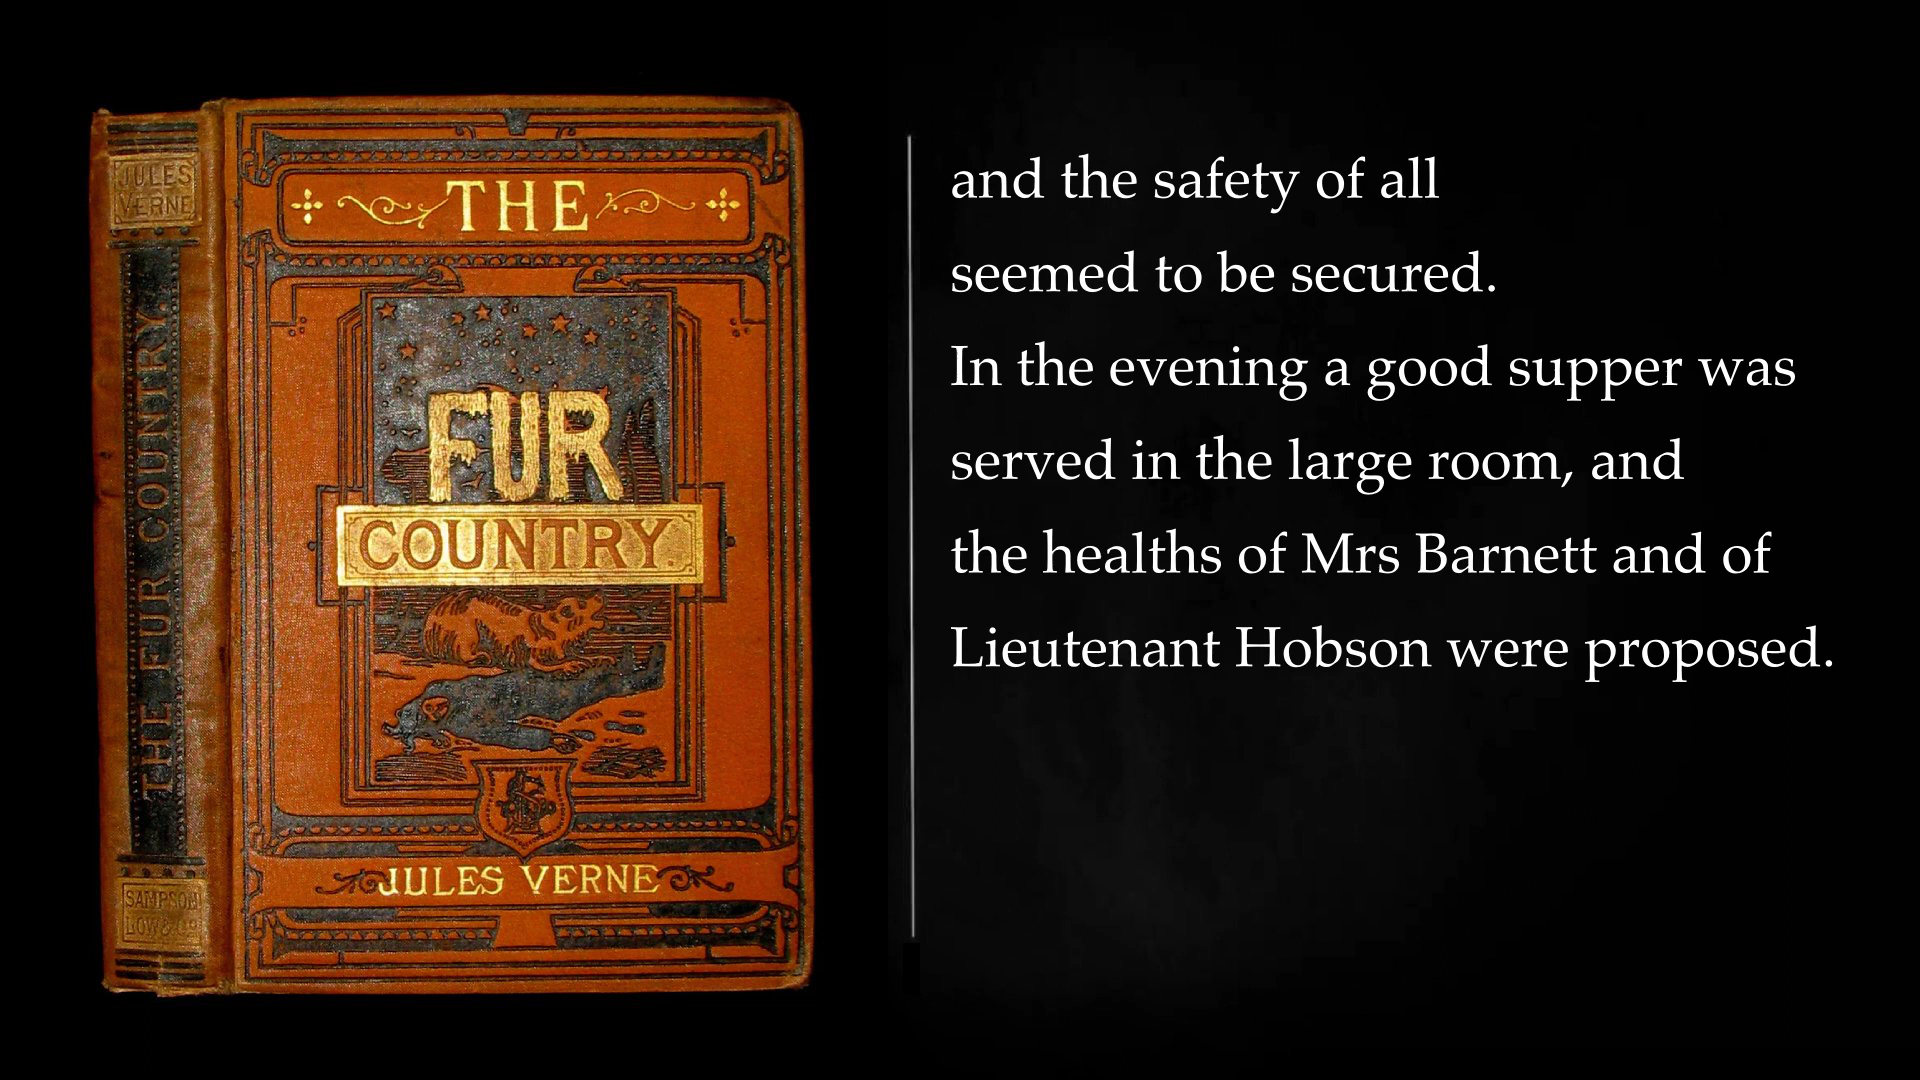 JULES
VERNE
THE FUR COUNTRY.
SAMPSON
LOW & Co
THE
FUR
COUNTRY.
JULES VERNE
and the safety of all
seemed to be secured.
In the evening a good supper was
served in the large room, and
the healths of Mrs Barnett and of
Lieutenant Hobson were proposed.